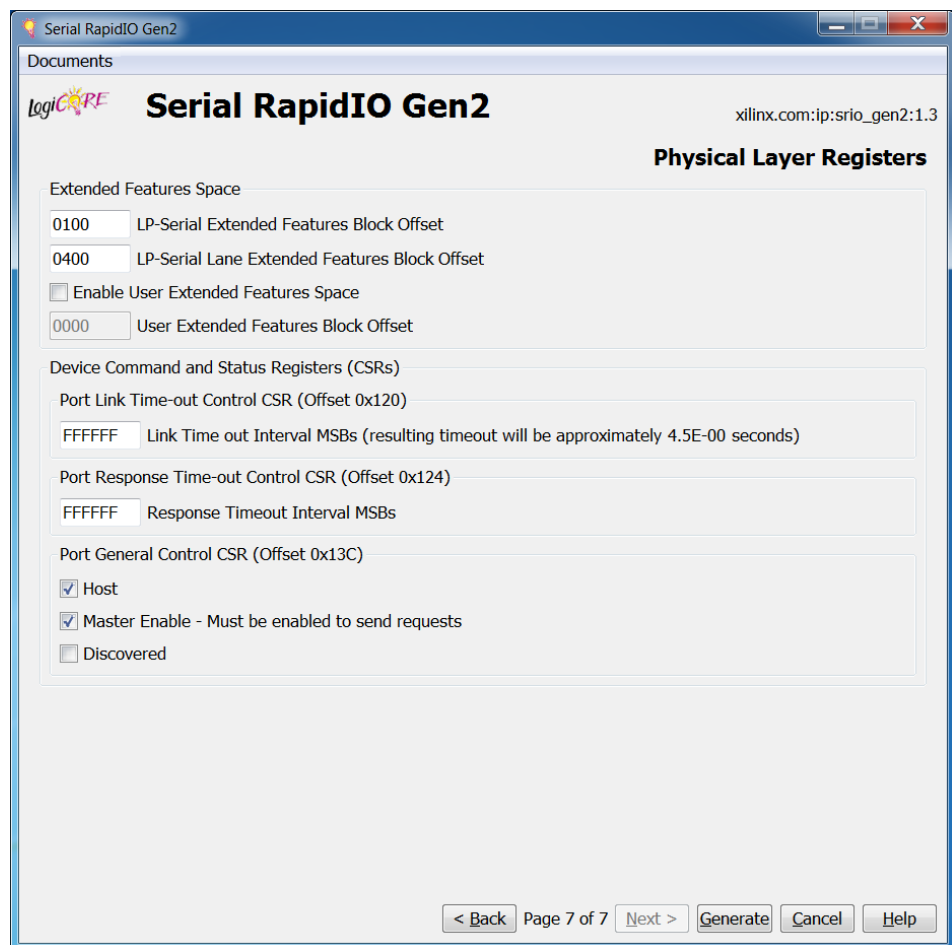 Serial RapidIO Gen2
Documents
LogiCORE
Serial RapidIO Gen2
xilinx.com:ip:srio_gen2:1.3
Physical Layer Registers
Extended Features Space
0100 LP-Serial Extended Features Block Offset
0400 LP-Serial Lane Extended Features Block Offset
Enable User Extended Features Space
0000 User Extended Features Block Offset
Device Command and Status Registers (CSRs)
Port Link Time-out Control CSR (Offset 0x120)
FFFFFF Link Time out Interval MSBs (resulting timeout will be approximately 4.5E-00 seconds)
Port Response Time-out Control CSR (Offset 0x124)
FFFFFF Response Timeout Interval MSBs
Port General Control CSR (Offset 0x13C)
Host
Master Enable - Must be enabled to send requests
Discovered
< Back Page 7 of 7 Next > Generate Cancel Help